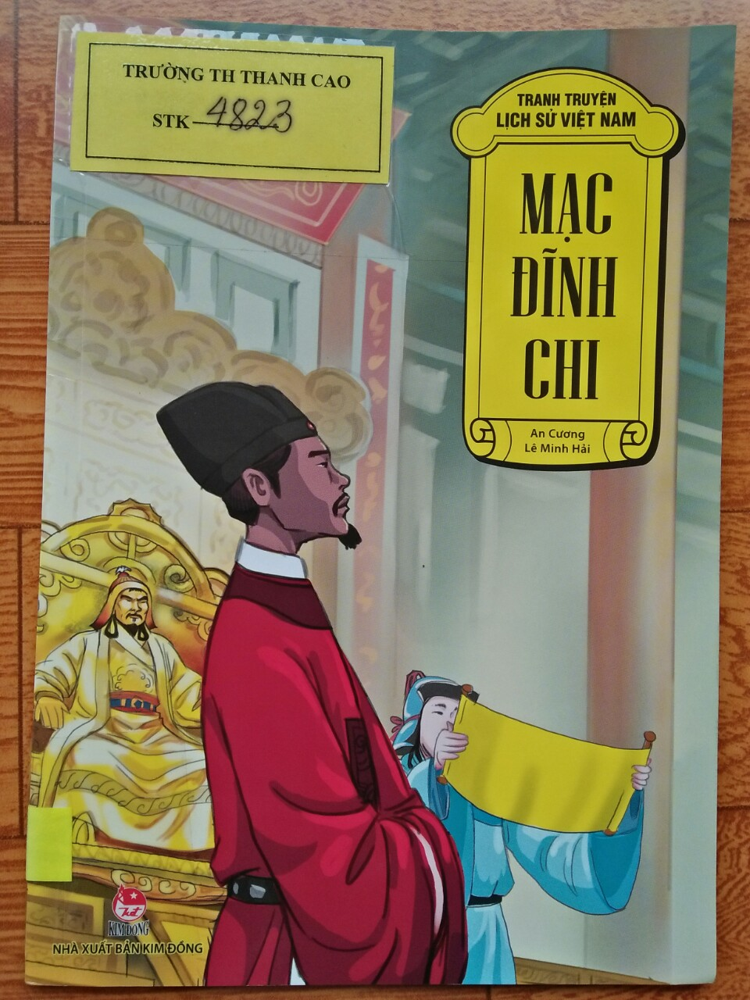 TRƯỜNG TH THANH CAO
STK 4823
TRANH TRUYỆN
LỊCH SỬ VIỆT NAM
MẠC
ĐĨNH
CHI
An Cương
Lê Minh Hải
kđ
KIM ĐỒNG
NHÀ XUẤT BẢN KIM ĐỒNG